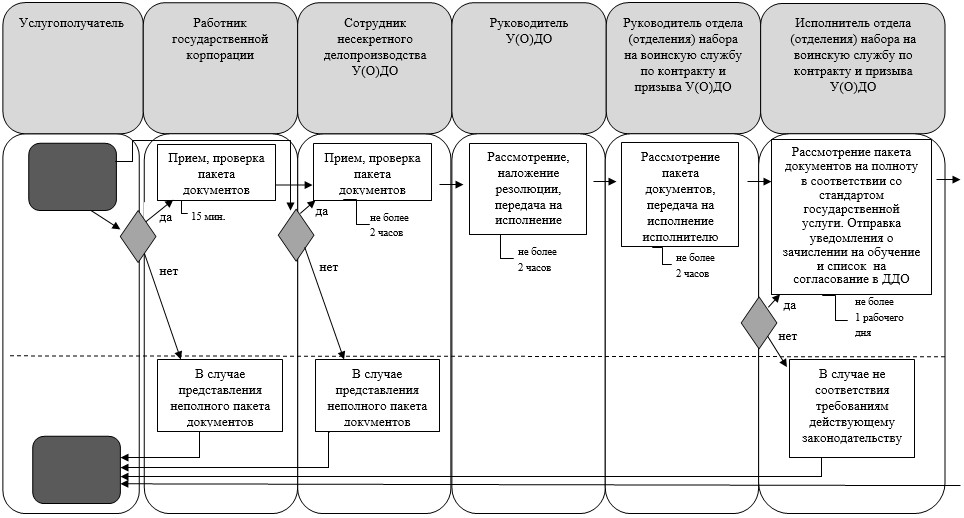 Услугополучатель
Работник
государственной
корпорации
Сотрудник
несекретного
делопроизводства
У(О)ДО
Руководитель
У(О)ДО
Руководитель отдела
(отделения) набора
на воинскую службу
по контракту и
призыва У(О)ДО
Исполнитель отдела
(отделения) набора на
воинскую службу по
контракту и призыва
У(О)ДО
Прием, проверка
пакета
документов
да
15 мин.
нет
Прием, проверка
пакета
документов
да
не более
2 часов
нет
Рассмотрение,
наложение
резолюции,
передача на
исполнение
не более
2 часов
Рассмотрение
пакета
документов,
передача на
исполнение
исполнителю
не более
2 часов
Рассмотрение пакета
документов на полноту
в соответствии со
стандартом
государственной
услуги. Отправка
уведомления о
зачислении на обучение
и список на
согласование в ДДО
да
не более
1 рабочего
дня
нет
В случае
представления
неполного пакета
документов
В случае
представления
неполного пакета
документов
В случае не
соответствия
требованиям
действующему
законодательству